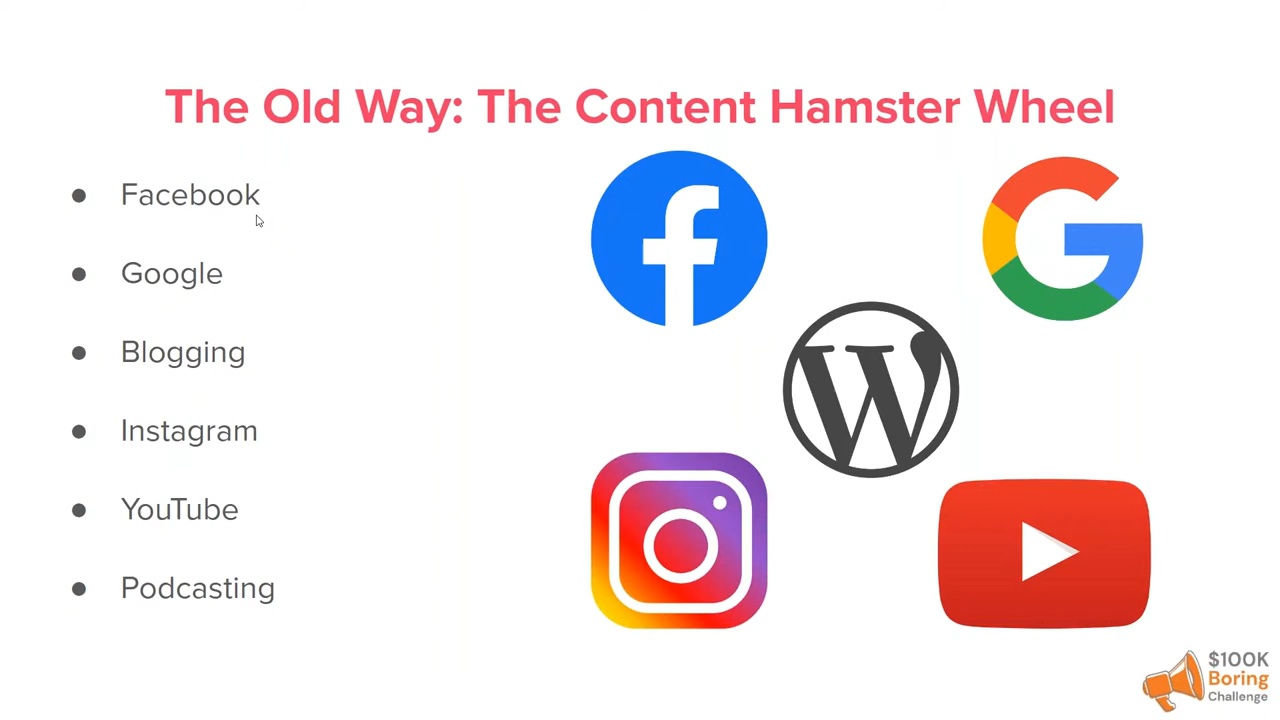 The Old Way: The Content Hamster Wheel
● Facebook
● Google
● Blogging
● Instagram
● YouTube
● Podcasting
$100K
Boring
Challenge